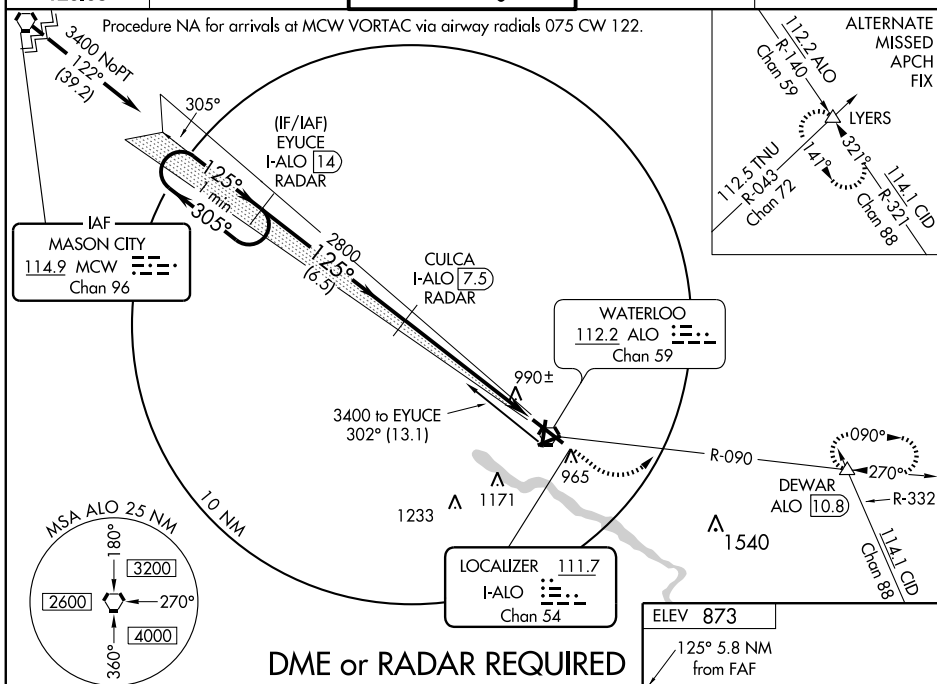 Procedure NA for arrivals at MCW VORTAC via airway radials 075 CW 122.
3400 NoPT
122°
(39.2)
305°
(IF/IAF)
EYUCE
I-ALO 14
RADAR
125°
1 min
305°
IAF
MASON CITY
114.9 MCW
Chan 96
2800
125°
(6.5)
CULCA
I-ALO 7.5
RADAR
ALTERNATE
MISSED
APCH
FIX
112.2 ALO
R-140
Chan 59
LYERS
112.5 TNU
R-043
Chan 72
141°
321°
114.1 CID
R-321
Chan 88
WATERLOO
112.2 ALO
Chan 59
990±
3400 to EYUCE
302° (13.1)
965
1171
1233
R-090
090°
270°
DEWAR
ALO 10.8
R-332
1540
114.1 CID
Chan 88
10 NM
MSA ALO 25 NM
180°
3200
2600
270°
4000
360°
LOCALIZER 111.7
I-ALO
Chan 54
DME or RADAR REQUIRED
ELEV 873
125° 5.8 NM
from FAF